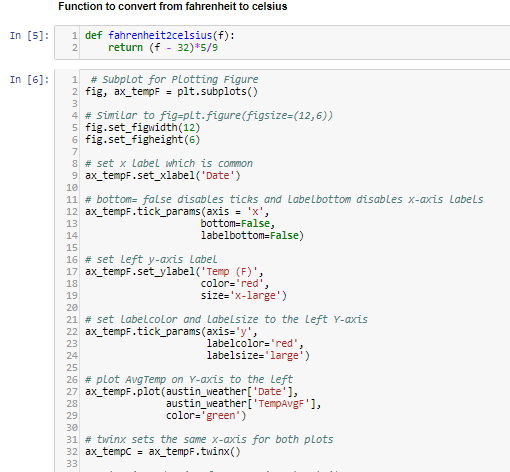 Function to convert from fahrenheit to celsius
In [5]:
1 def fahrenheit2celsius(f):
2     return (f - 32)*5/9
In [6]:
1  # Subplot for Plotting Figure
2 fig, ax_tempF = plt.subplots()
3
4 # Similar to fig=plt.figure(figsize=(12,6))
5 fig.set_figwidth(12)
6 fig.set_figheight(6)
7
8 # set x label which is common
9 ax_tempF.set_xlabel('Date')
10
11 # bottom= false disables ticks and labelbottom disables x-axis labels
12 ax_tempF.tick_params(axis = 'x',
13                     bottom=False,
14                     labelbottom=False)
15
16 # set left y-axis label
17 ax_tempF.set_ylabel('Temp (F)',
18                     color='red',
19                     size='x-large')
20
21 # set labelcolor and labelsize to the left Y-axis
22 ax_tempF.tick_params(axis='y',
23                      labelcolor='red',
24                      labelsize='large')
25
26 # plot AvgTemp on Y-axis to the left
27 ax_tempF.plot(austin_weather['Date'],
28               austin_weather['TempAvgF'],
29               color='green')
30
31 # twinx sets the same x-axis for both plots
32 ax_tempC = ax_tempF.twinx()
33